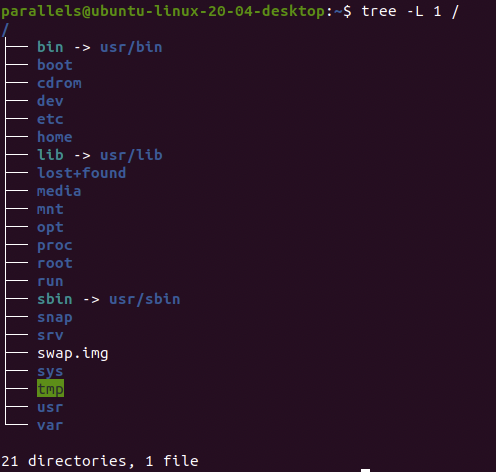 parallels@ubuntu-linux-20-04-desktop:~$ tree -L 1 /
/
├── bin -> usr/bin
├── boot
├── cdrom
├── dev
├── etc
├── home
├── lib -> usr/lib
├── lost+found
├── media
├── mnt
├── opt
├── proc
├── root
├── run
├── sbin -> usr/sbin
├── snap
├── srv
├── swap.img
├── sys
├── tmp
├── usr
└── var
21 directories, 1 file